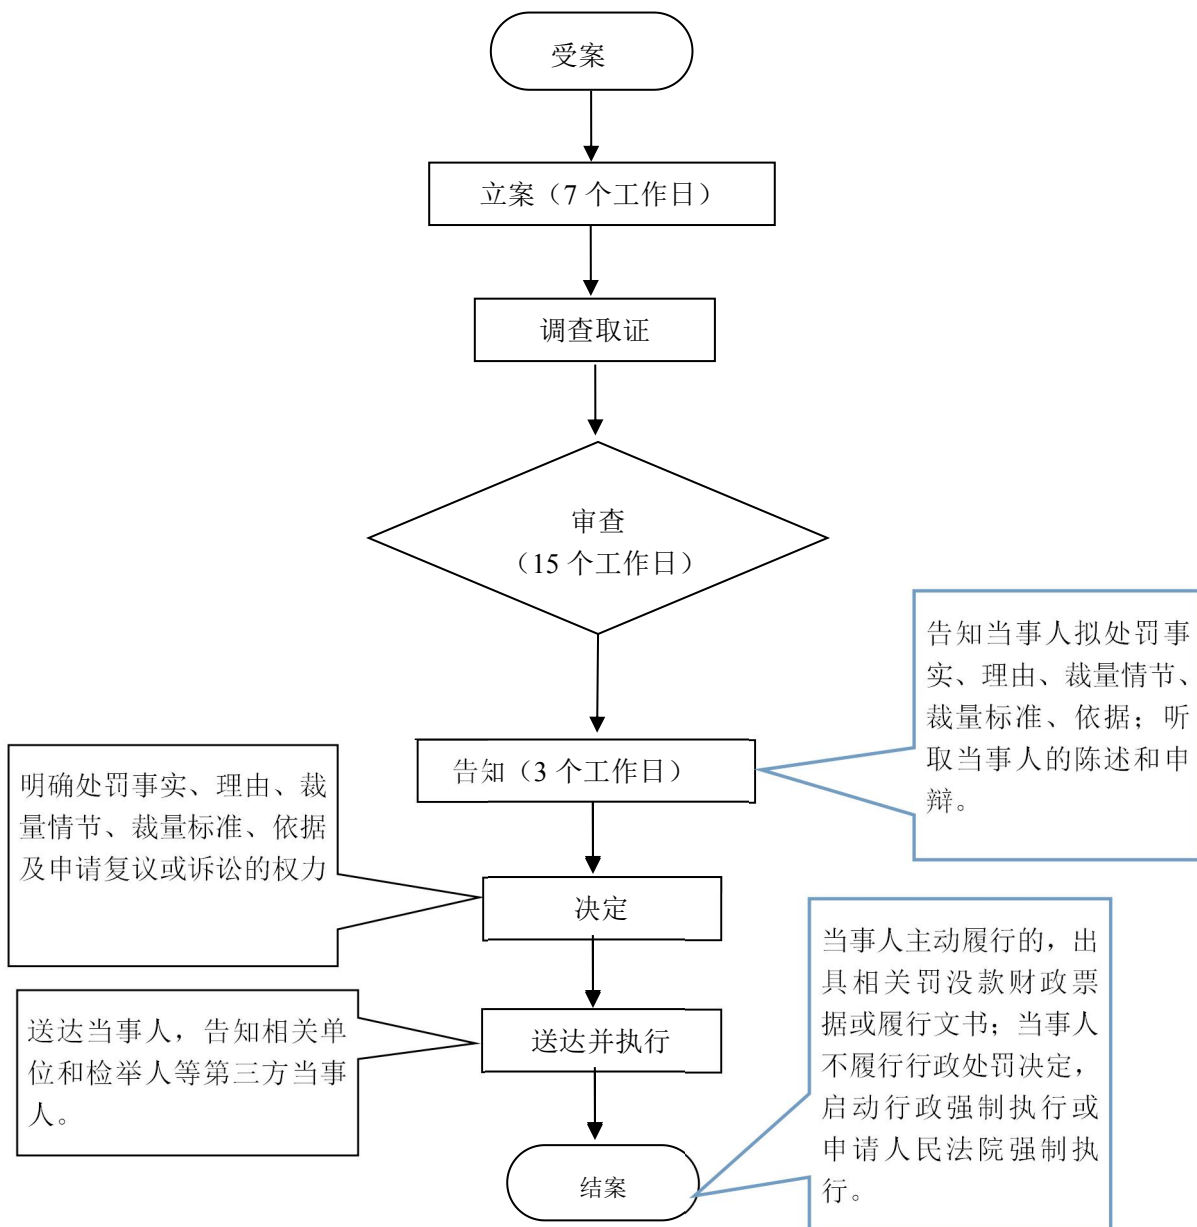 受案
立案（7 个工作日）
调查取证
审查
（15 个工作日）
告知当事人拟处罚事
实、理由、裁量情节、
裁量标准、依据；听
取当事人的陈述和申
辩。
告知（3 个工作日）
明确处罚事实、理由、裁
量情节、裁量标准、依据
及申请复议或诉讼的权力
决定
当事人主动履行的，出
具相关罚没款财政票
据或履行文书；当事人
不履行行政处罚决定，
启动行政强制执行或
申请人民法院强制执
行。
送达当事人，告知相关单
位和检举人等第三方当事
人。
送达并执行
结案